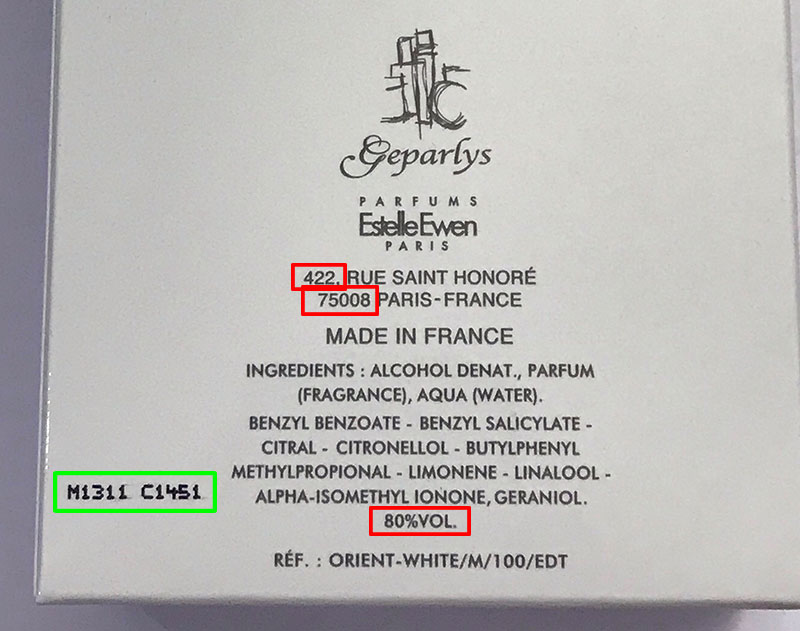 Geparlys
PARFUMS
Estelle Ewen
PARIS
422, RUE SAINT HONORÉ
75008 PARIS-FRANCE
MADE IN FRANCE
INGREDIENTS : ALCOHOL DENAT., PARFUM
(FRAGRANCE), AQUA (WATER).
BENZYL BENZOATE - BENZYL SALICYLATE -
CITRAL - CITRONELLOL - BUTYLPHENYL
METHYLPROPIONAL - LIMONENE - LINALOOL -
ALPHA-ISOMETHYL IONONE, GERANIOL.
80%VOL.
M1311 C1451
RÉF. : ORIENT-WHITE/M/100/EDT